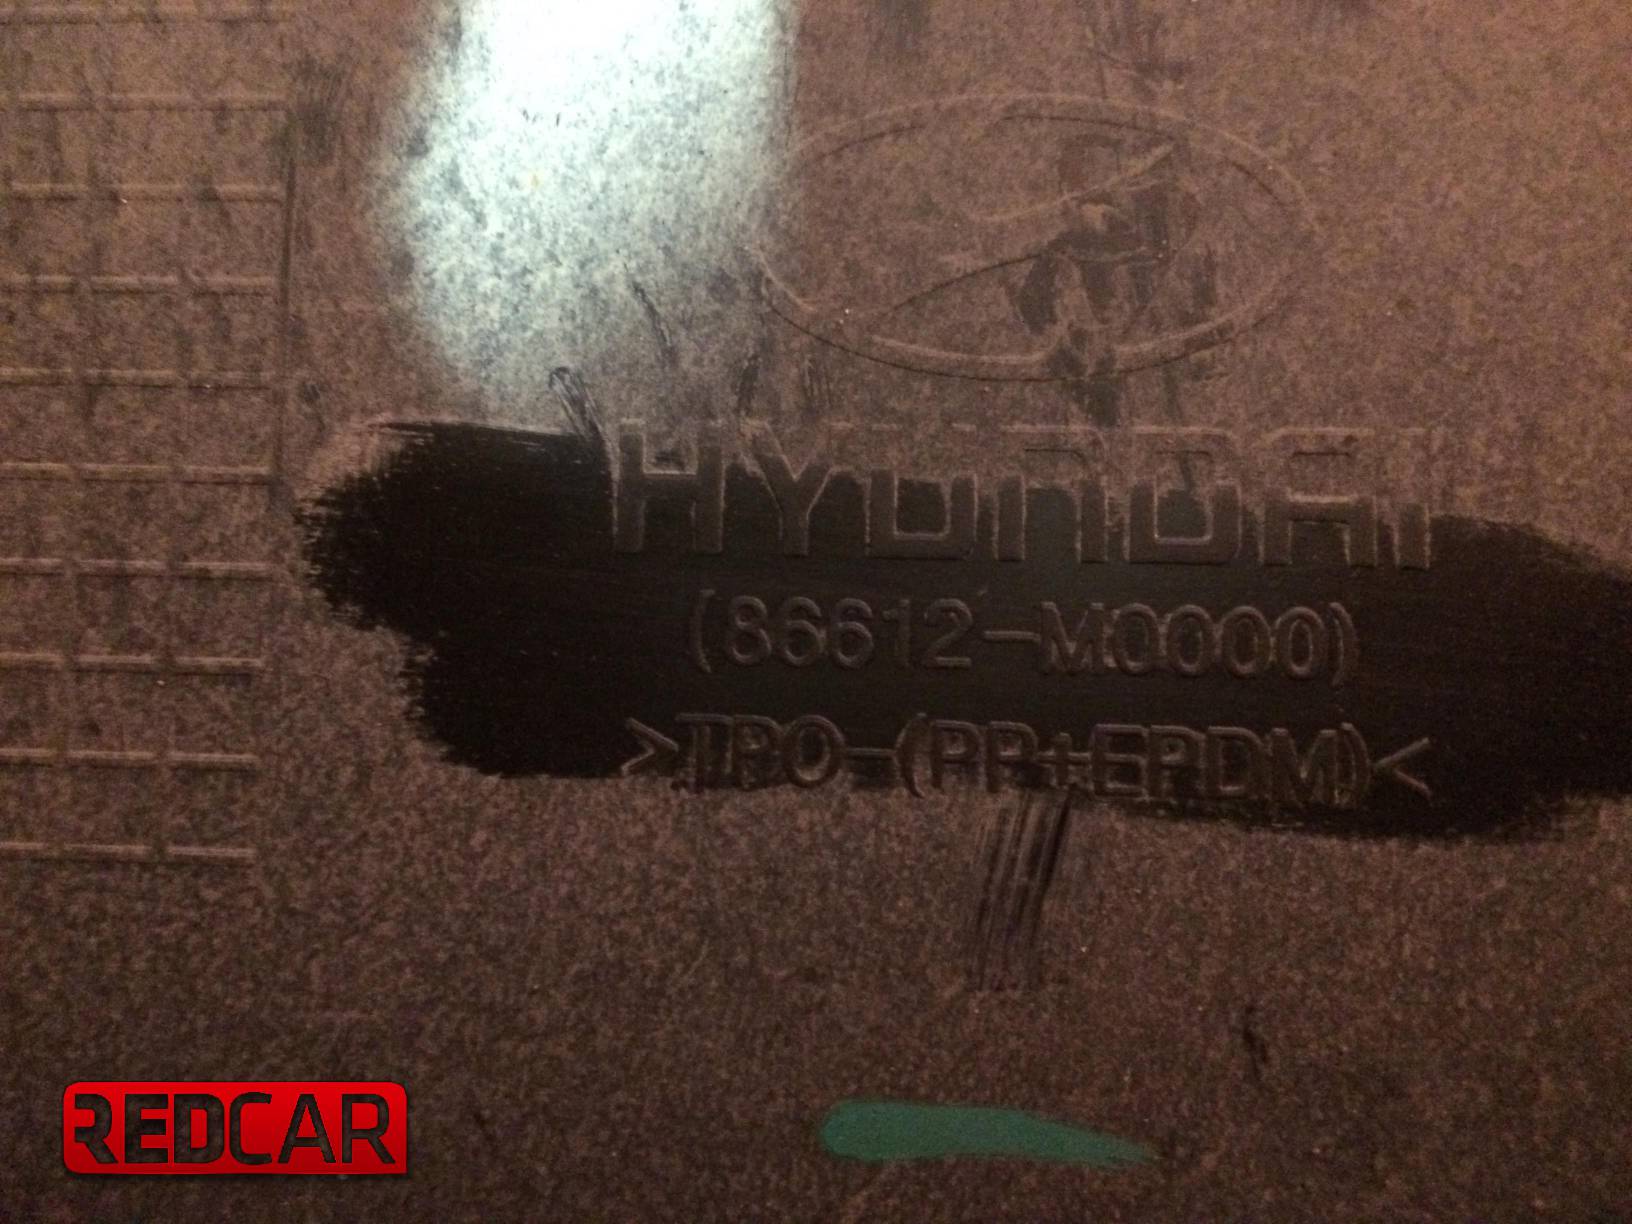 HYUNDAI
(86612-M0000)
>TPO-(PP+EPDM)<
REDCAR